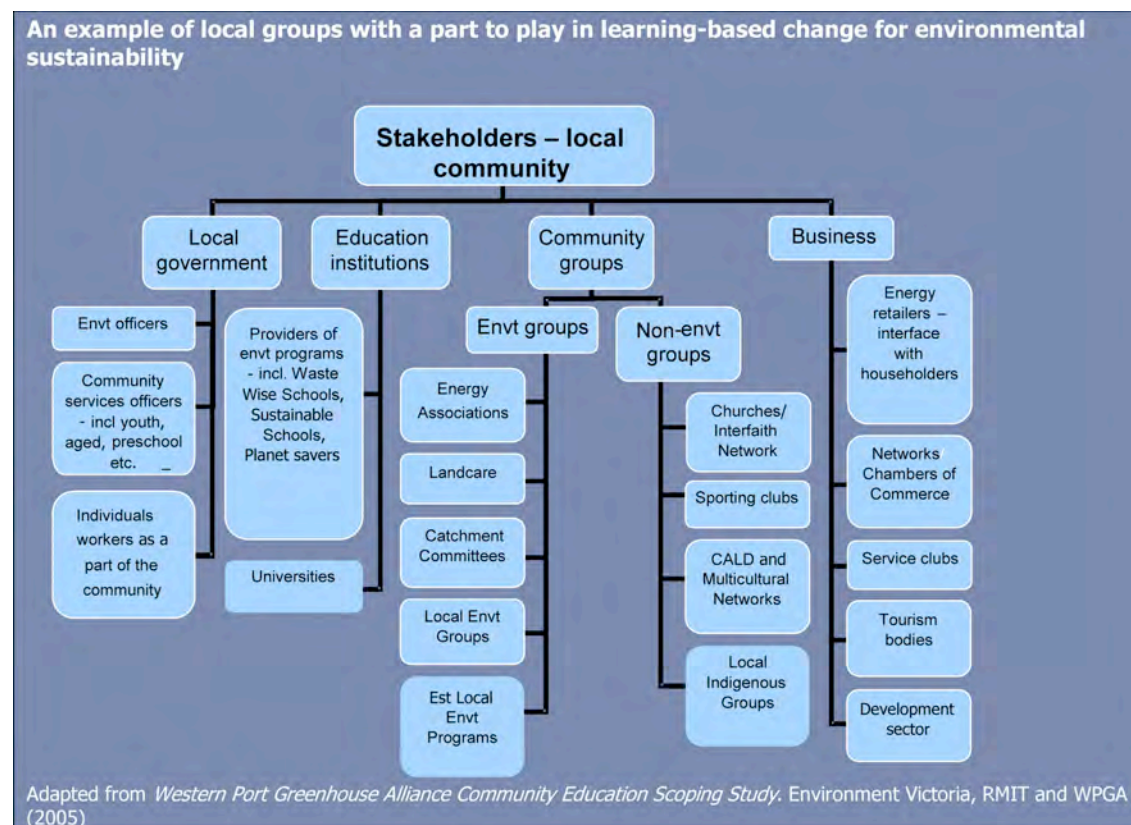 An example of local groups with a part to play in learning-based change for environmental
sustainability
Stakeholders – local
community
Local
government
Education
institutions
Community
groups
Business
Envt officers
Community
services officers
- incl youth,
aged, preschool
etc. _
Individuals
workers as a
part of the
community
Providers of
envt programs
- incl. Waste
Wise Schools,
Sustainable
Schools,
Planet savers
Universities
Envt groups
Non-envt
groups
Energy
Associations
Landcare
Catchment
Committees
Local Envt
Groups
Est Local
Envt
Programs
Churches/
Interfaith
Network
Sporting clubs
CALD and
Multicultural
Networks
Local
Indigenous
Groups
Energy
retailers –
interface
with
householders
Networks/
Chambers of
Commerce
Service clubs
Tourism
bodies
Development
sector
Adapted from Western Port Greenhouse Alliance Community Education Scoping Study. Environment Victoria, RMIT and WPGA
(2005)